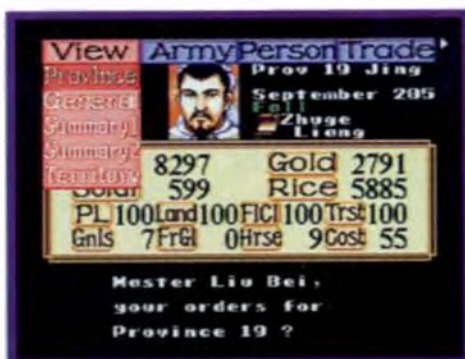 View Army Person Trade
Province
General
Summary1
Summary2
Territory
Prov 19 Jing
September 205
Fall
Zhuge
Liang
8297 Gold 2791
Soldr 599 Rice 5885
PL 100 Land 100 FlCl 100 Trst 100
Gnls 7 FrGl 0 Hrse 9 Cost 55
Master Liu Bei,
your orders for
Province 19 ?